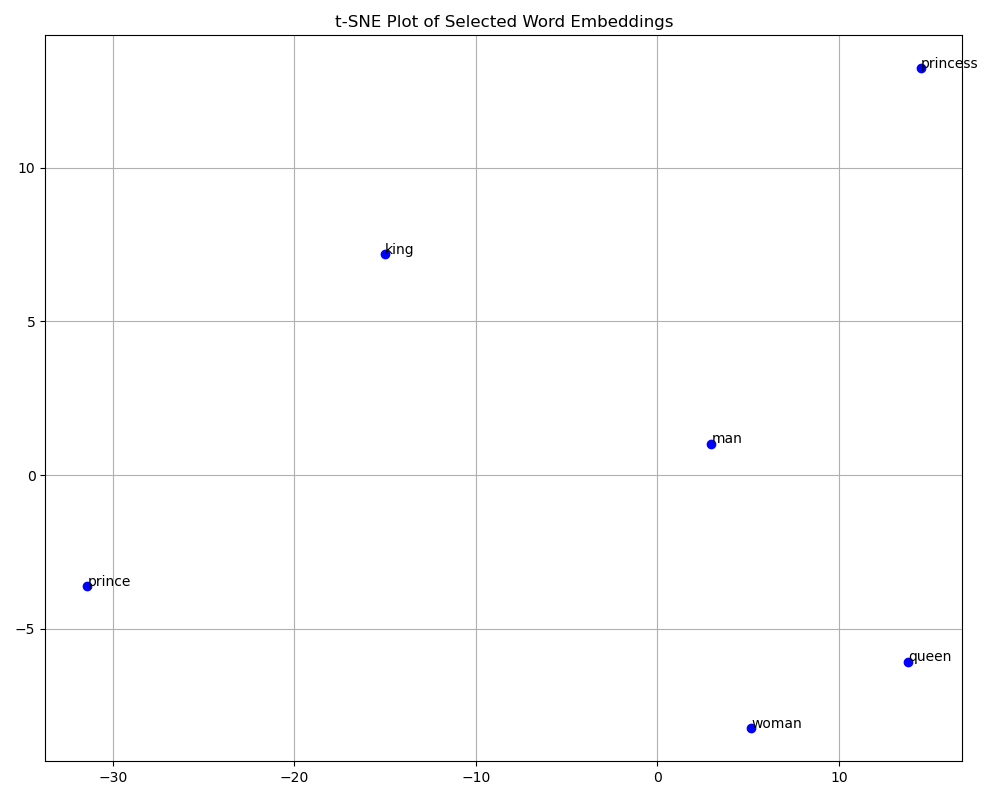 t-SNE Plot of Selected Word Embeddings
princess
10
king
5
man
0
prince
−5
queen
woman
−30
−20
−10
0
10